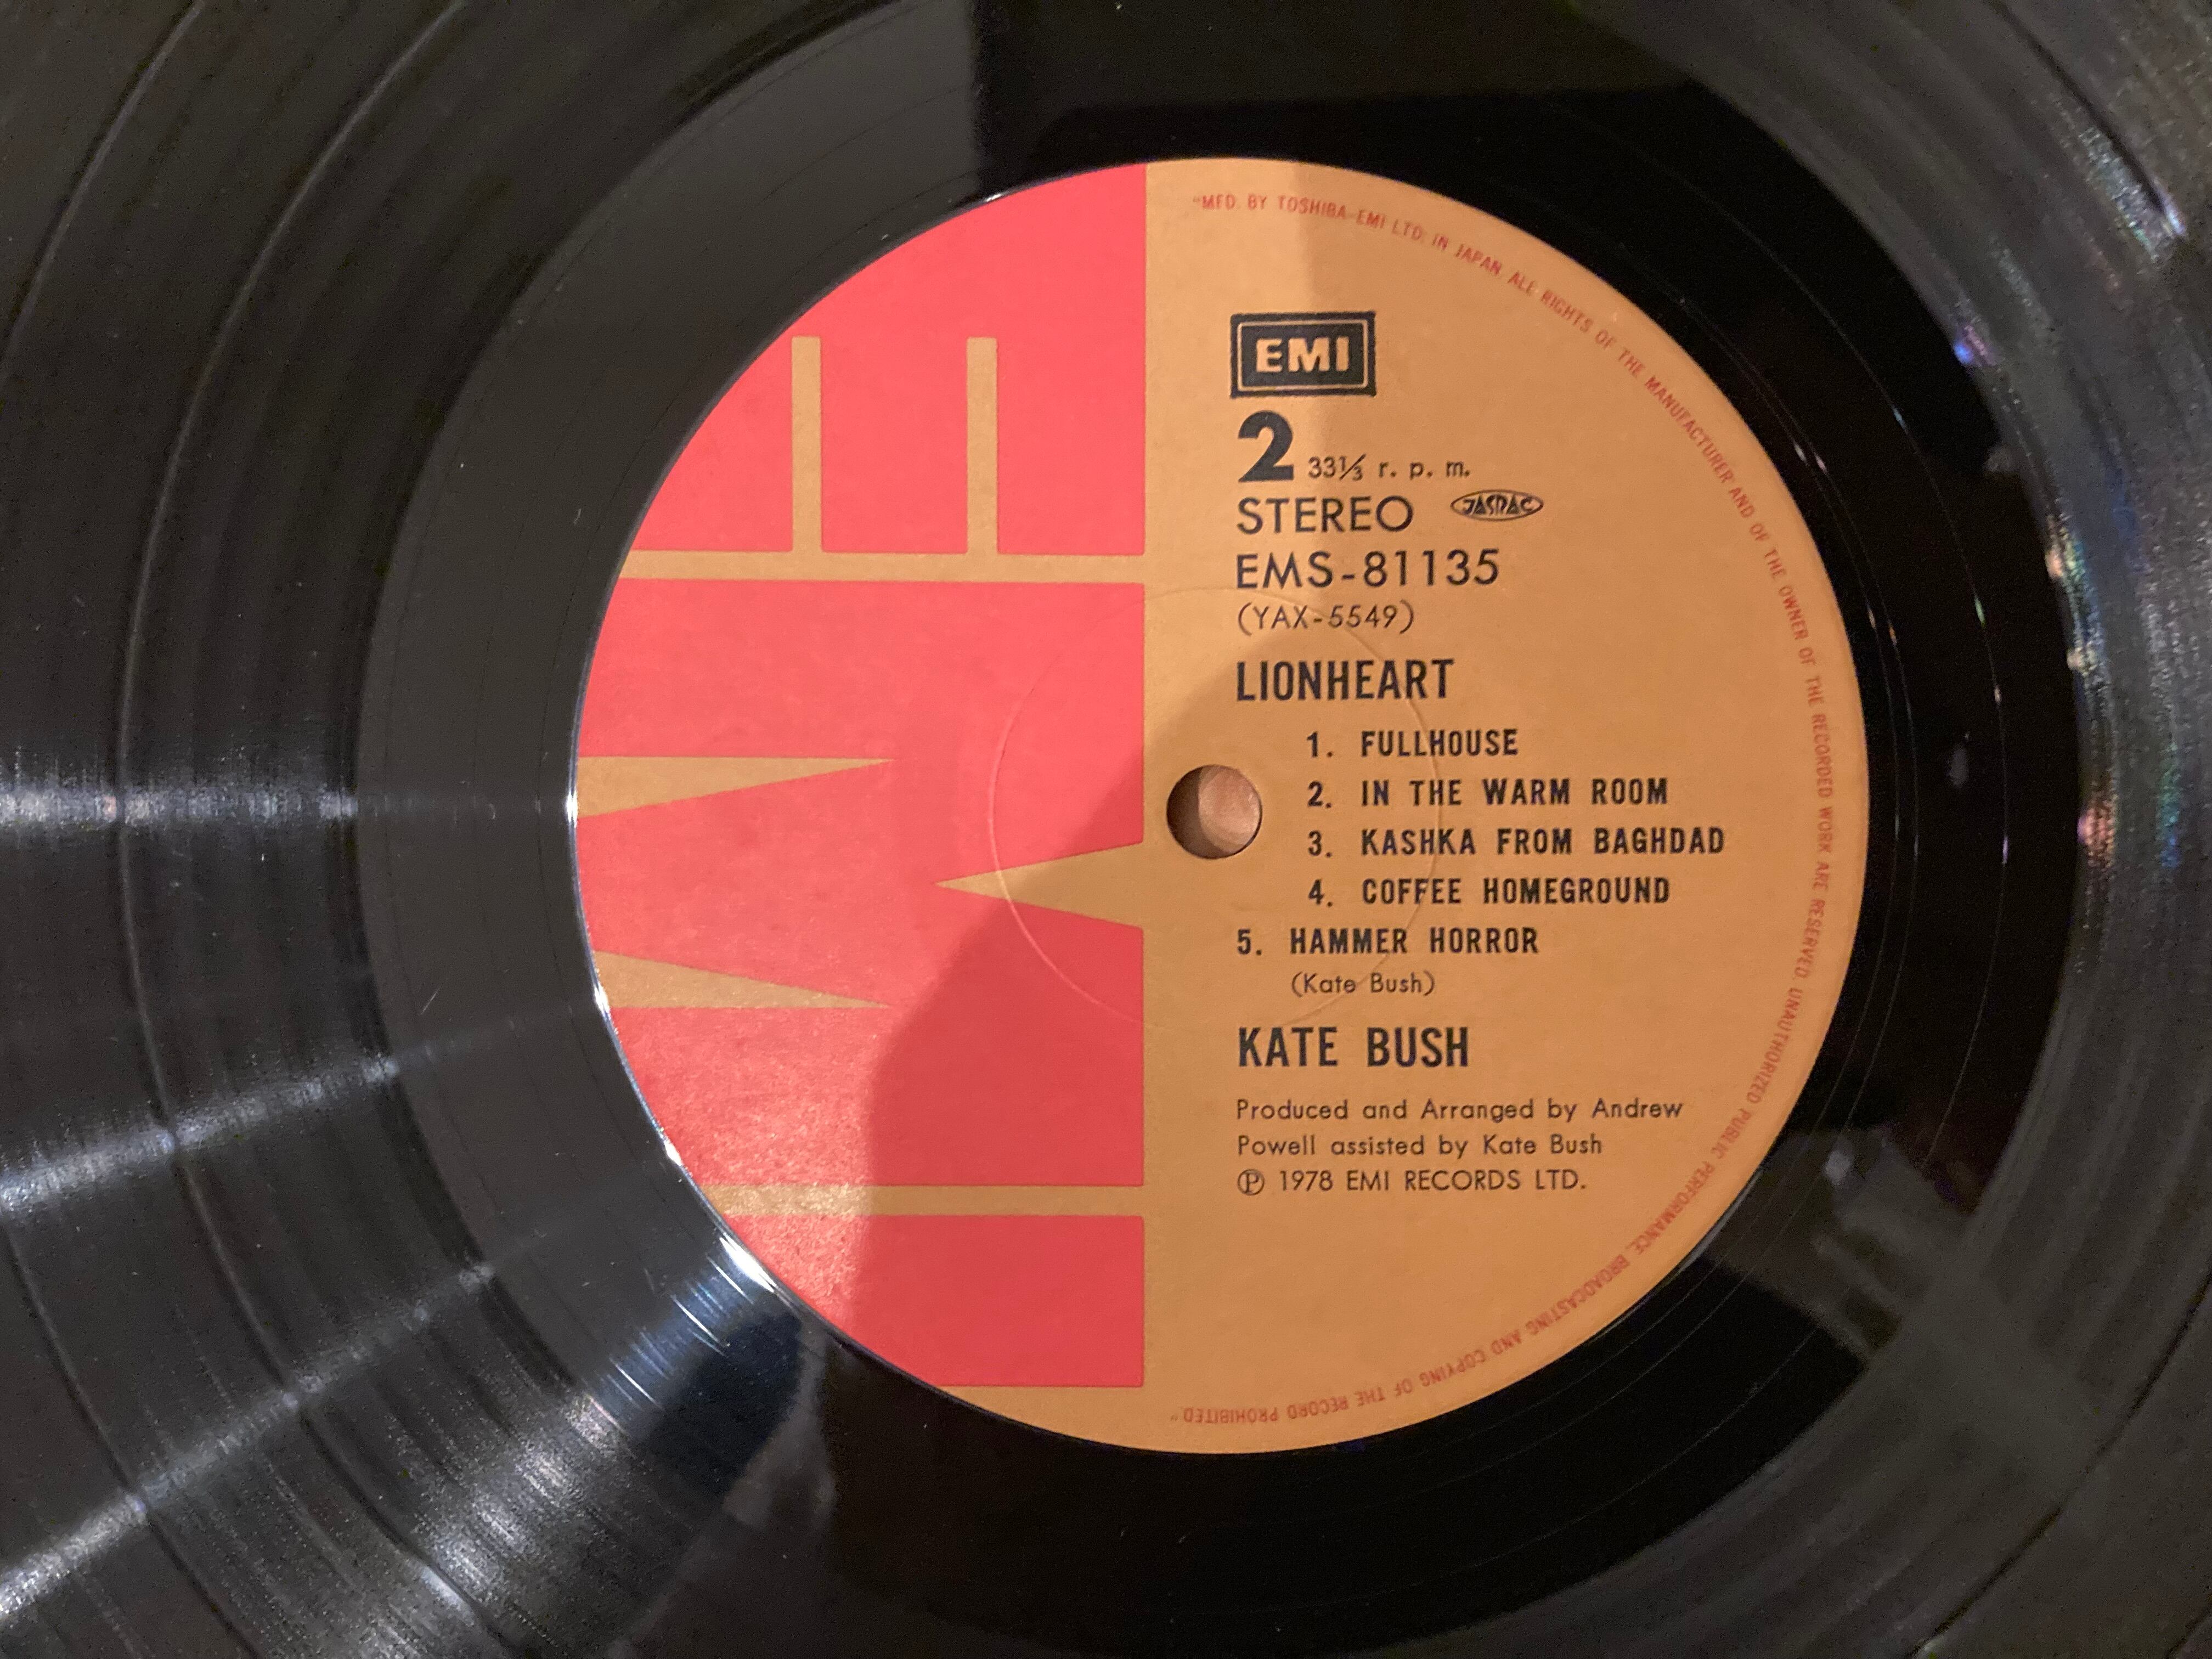 "MFD. BY TOSHIBA-EMI LTD. IN JAPAN. ALL RIGHTS OF THE MANUFACTURER AND OF THE OWNER OF THE RECORDED WORK ARE RESERVED. UNAUTHORIZED PUBLIC PERFORMANCE, BROADCASTING AND COPYING OF THE RECORD PROHIBITED"
EMI
2 33⅓ r. p. m.
STEREO JASRAC
EMS-81135
(YAX-5549)
LIONHEART
1. FULLHOUSE
2. IN THE WARM ROOM
3. KASHKA FROM BAGHDAD
4. COFFEE HOMEGROUND
5. HAMMER HORROR
(Kate Bush)
KATE BUSH
Produced and Arranged by Andrew
Powell assisted by Kate Bush
℗ 1978 EMI RECORDS LTD.